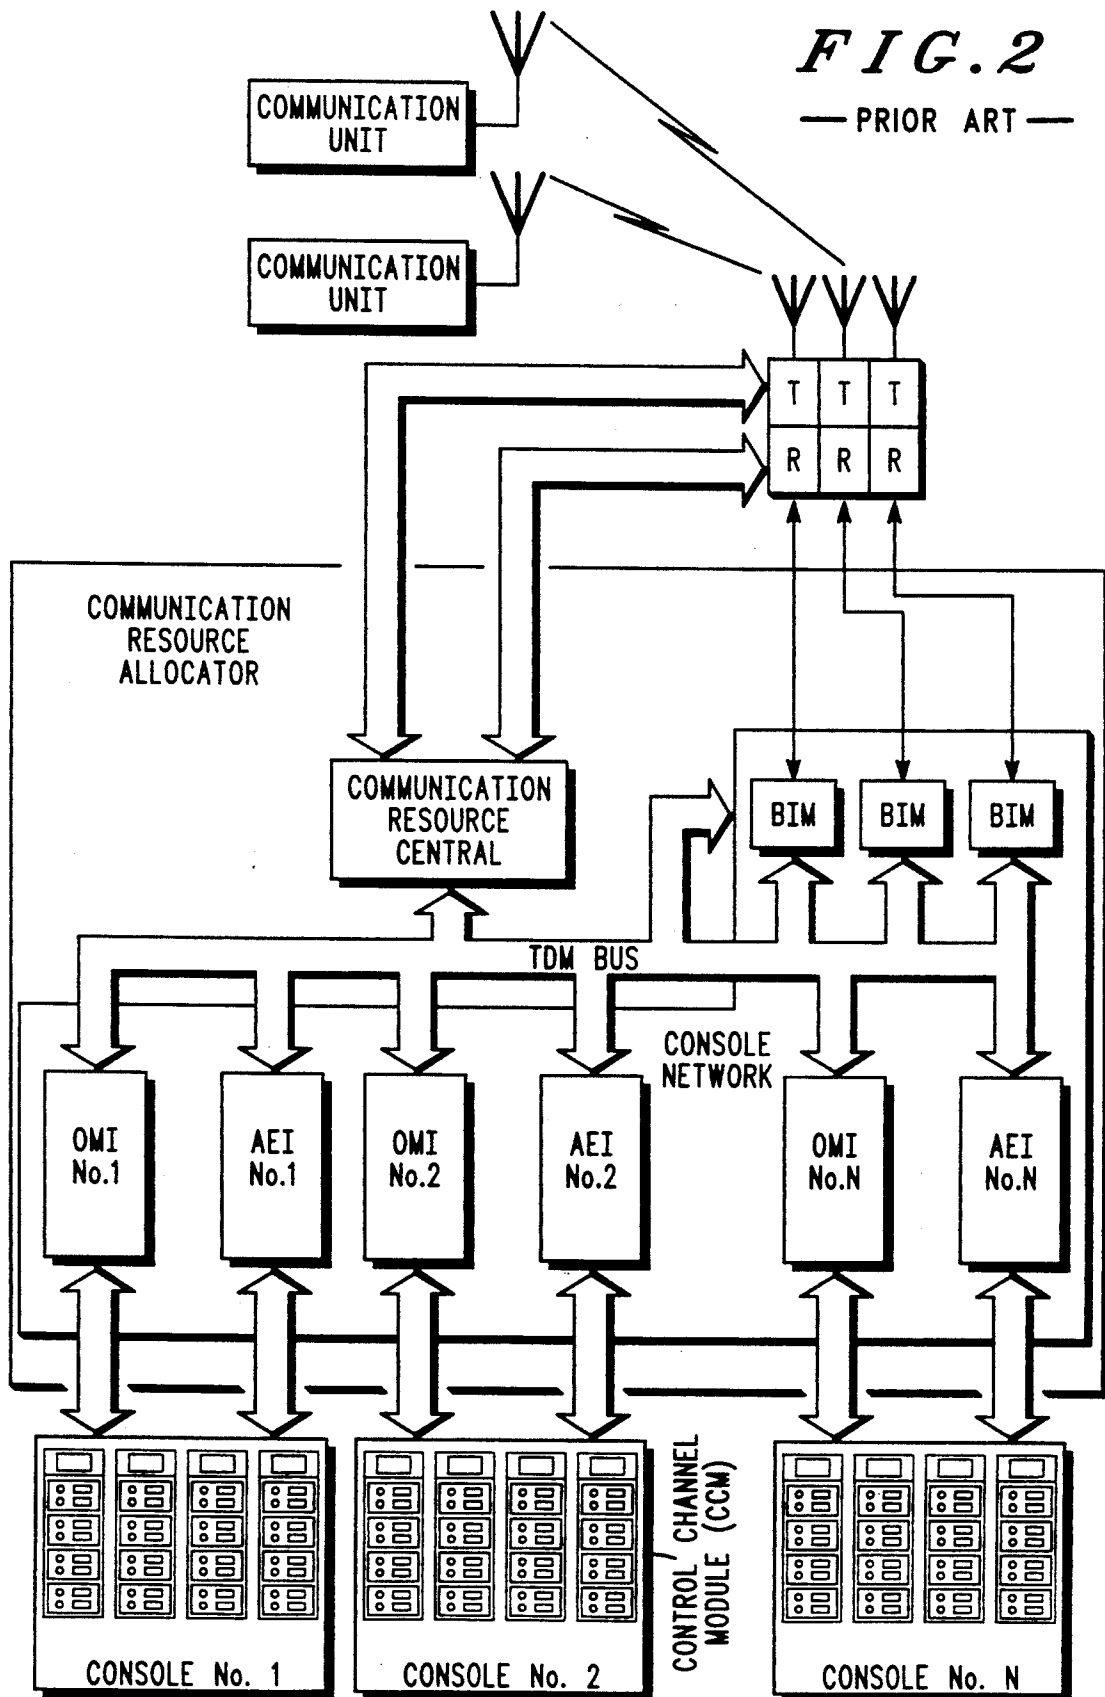 FIG.2
PRIOR ART
COMMUNICATION
UNIT
COMMUNICATION
UNIT
T T T
R R R
COMMUNICATION
RESOURCE
ALLOCATOR
COMMUNICATION
RESOURCE
CENTRAL
BIM BIM BIM
TDM BUS
CONSOLE
NETWORK
OMI
No.1
AEI
No.1
OMI
No.2
AEI
No.2
OMI
No.N
AEI
No.N
CONTROL CHANNEL
MODULE (CCM)
CONSOLE No. 1
CONSOLE No. 2
CONSOLE No. N